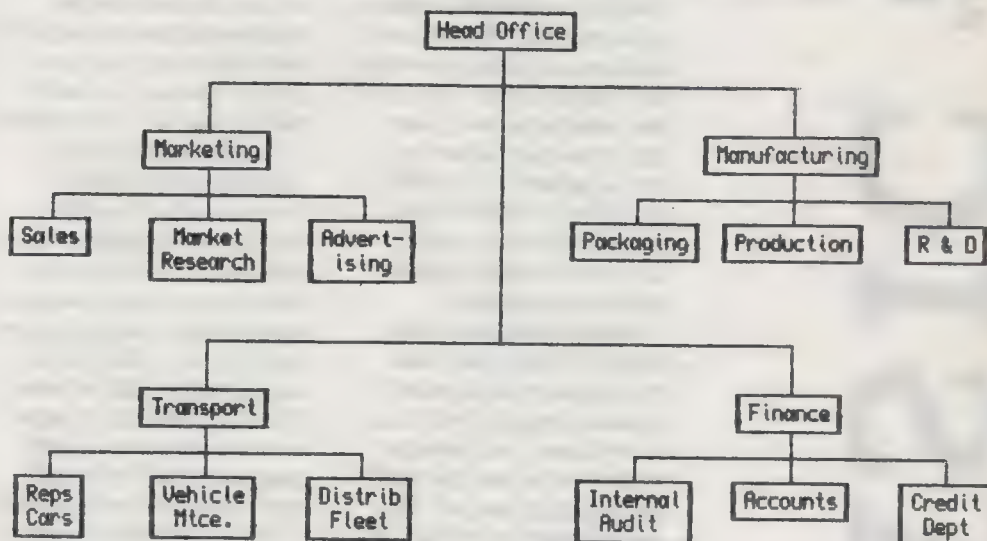 Head Office
Marketing
Manufacturing
Sales
Market
Research
Advert-
ising
Packaging
Production
R & D
Transport
Finance
Reps
Cars
Vehicle
Mtce.
Distrib
Fleet
Internal
Audit
Accounts
Credit
Dept